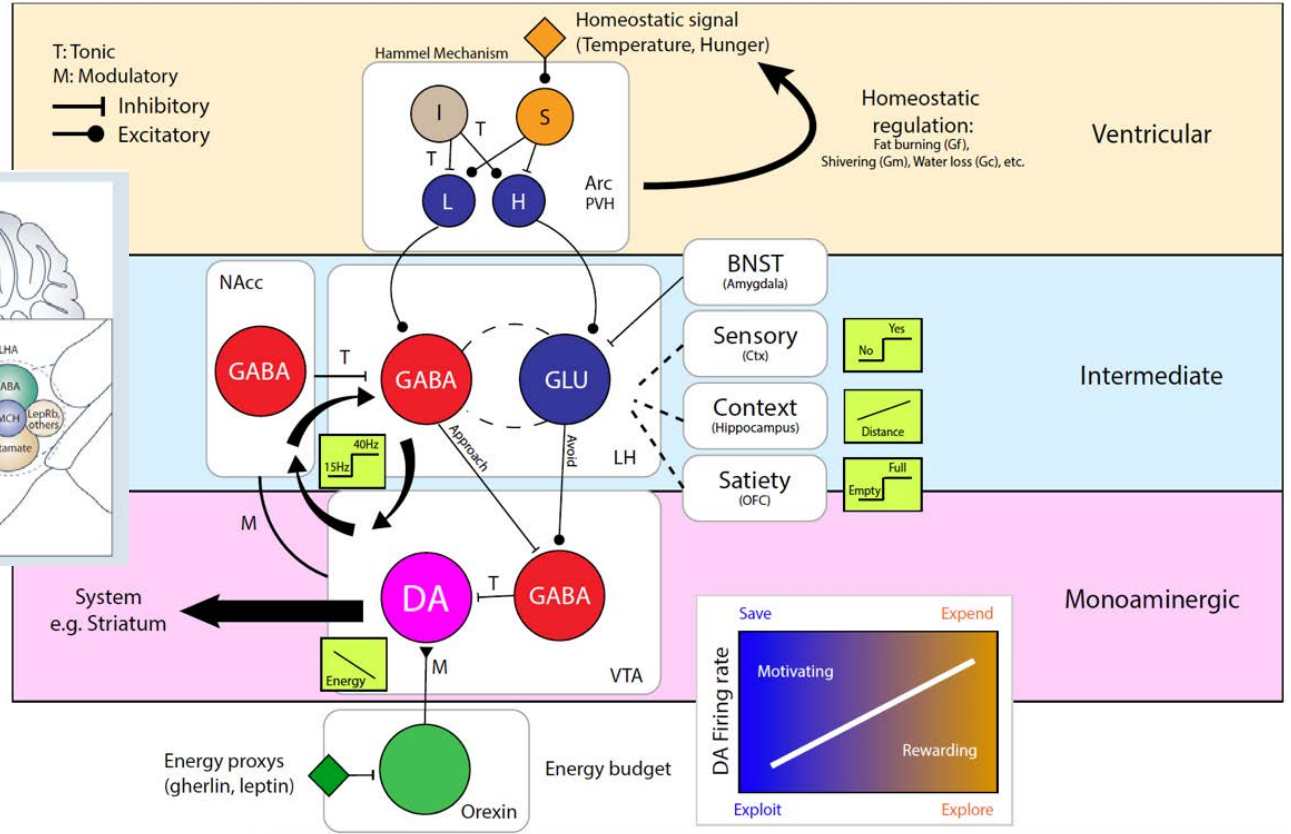 T: Tonic
M: Modulatory
Inhibitory
Excitatory
Hammel Mechanism
Homeostatic signal
(Temperature, Hunger)
I
S
T
T
L
H
Arc
PVH
Homeostatic
regulation:
Fat burning (Gf),
Shivering (Gm), Water loss (Gc), etc.
Ventricular
LHA
LepRb,
others
NAcc
GABA
T
GABA
GLU
Approach
Avoid
LH
15Hz
40Hz
BNST
(Amygdala)
Sensory
(Ctx)
Context
(Hippocampus)
Satiety
(OFC)
No
Yes
Distance
Empty
Full
Intermediate
M
DA
T
GABA
VTA
System
e.g. Striatum
Energy
M
Monoaminergic
Energy proxys
(gherlin, leptin)
Orexin
Energy budget
Save
Expend
DA Firing rate
Motivating
Rewarding
Exploit
Explore